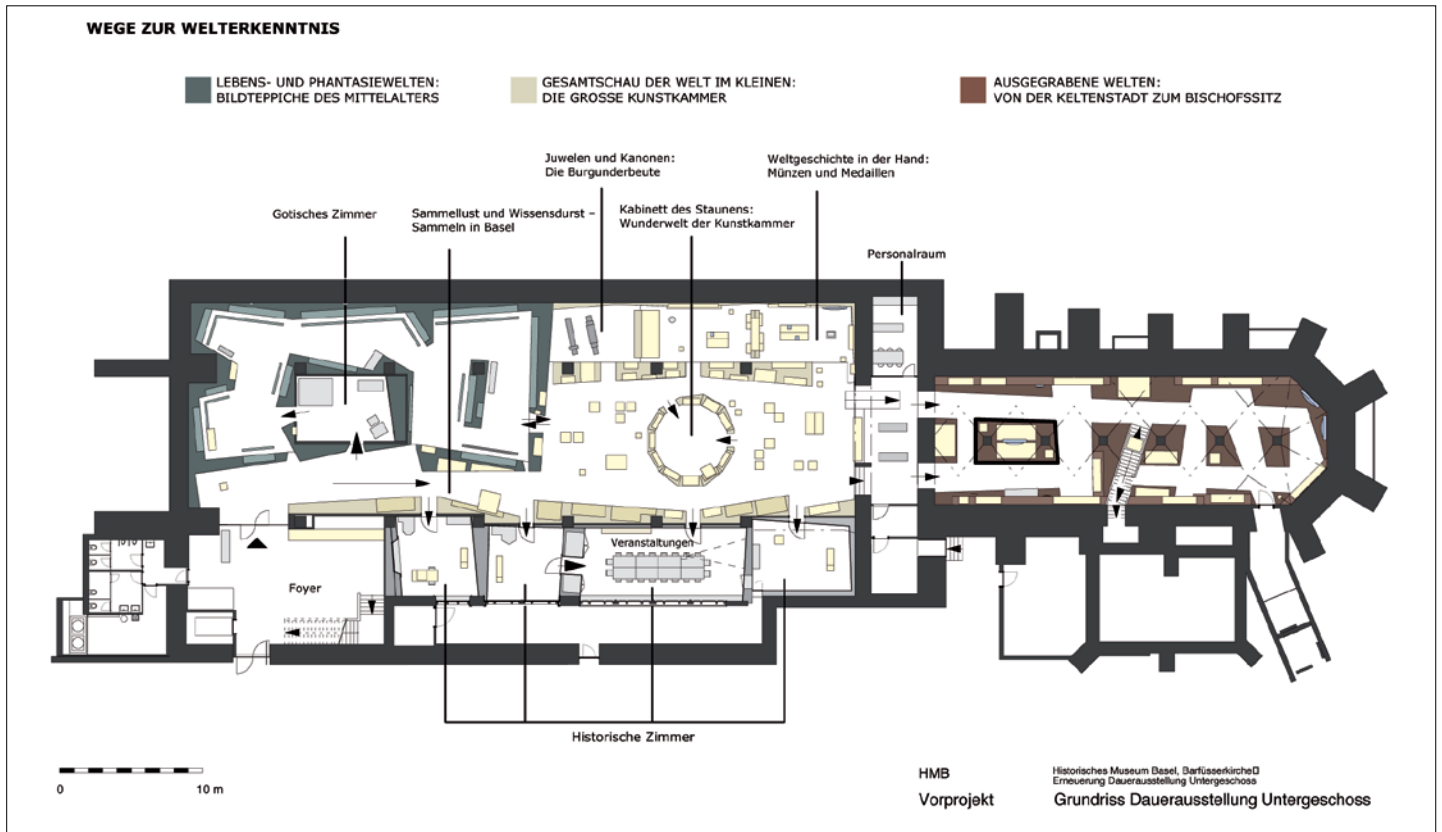 WEGE ZUR WELTERKENNTNIS
LEBENS- UND PHANTASIEWELTEN:
BILDTEPPICHE DES MITTELALTERS
GESAMTSCHAU DER WELT IM KLEINEN:
DIE GROSSE KUNSTKAMMER
AUSGEGRABENE WELTEN:
VON DER KELTENSTADT ZUM BISCHOFSSITZ
Juwelen und Kanonen:
Die Burgunderbeute
Weltgeschichte in der Hand:
Münzen und Medaillen
Gotisches Zimmer
Sammellust und Wissensdurst –
Sammeln in Basel
Kabinett des Staunens:
Wunderwelt der Kunstkammer
Personalraum
Veranstaltungen
Foyer
Historische Zimmer
0
10 m
HMB
Historisches Museum Basel, Barfüsserkirche
Erneuerung Dauerausstellung Untergeschoss
Vorprojekt
Grundriss Dauerausstellung Untergeschoss